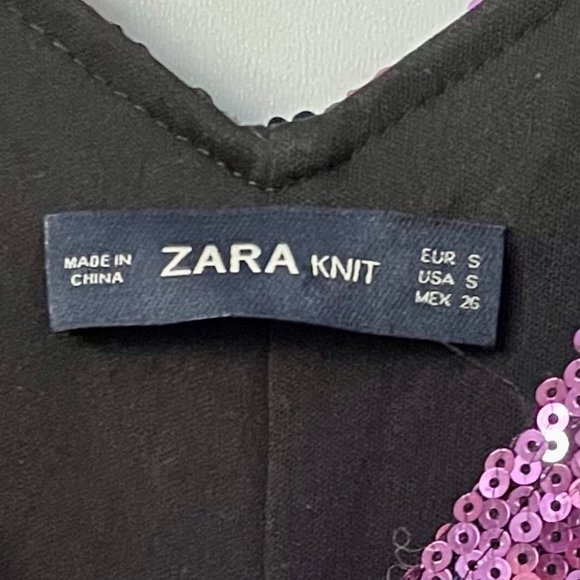 MADE IN
CHINA
ZARA KNIT
EUR S
USA S
MEX 26